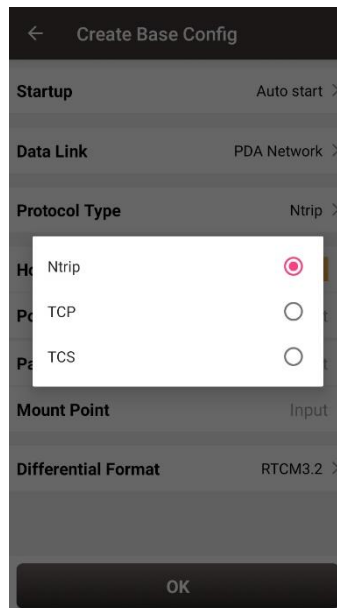 Create Base Config
Startup Auto start
Data Link PDA Network
Protocol Type Ntrip
Ntrip
TCP
TCS
Mount Point Input
Differential Format RTCM3.2
OK